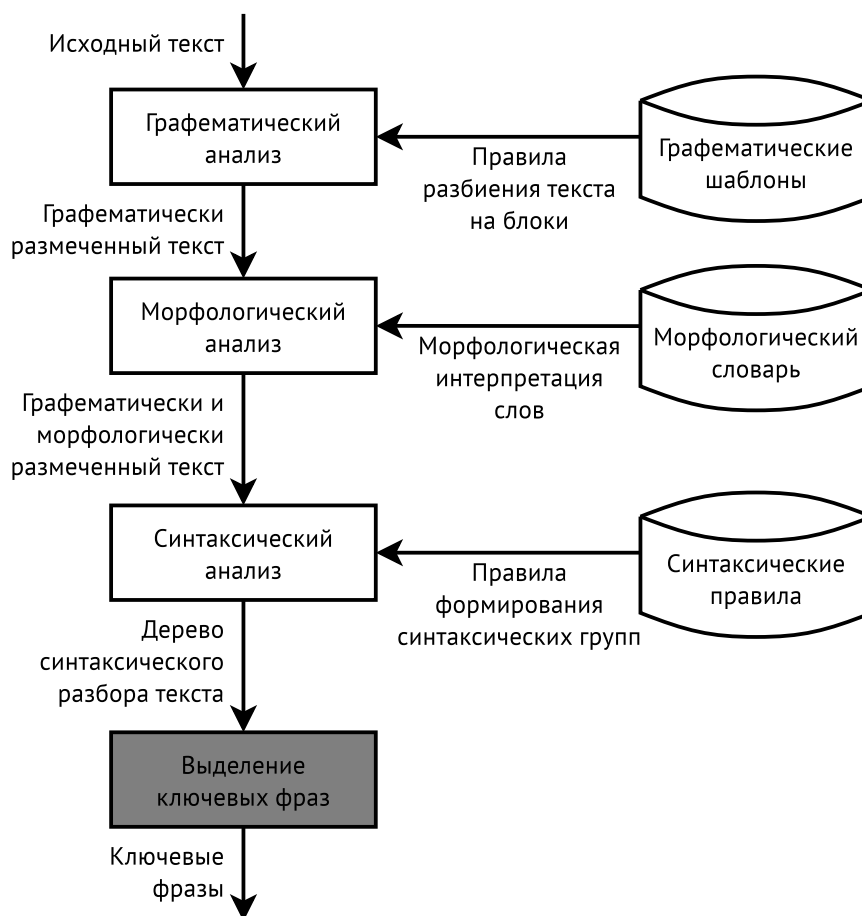 Исходный текст
Графематический
анализ
Правила
разбиения текста
на блоки
Графематические
шаблоны
Графематически
размеченный текст
Морфологический
анализ
Морфологическая
интерпретация
слов
Морфологический
словарь
Графематически и
морфологически
размеченный текст
Синтаксический
анализ
Правила
формирования
синтаксических групп
Синтаксические
правила
Дерево
синтаксического
разбора текста
Выделение
ключевых фраз
Ключевые
фразы